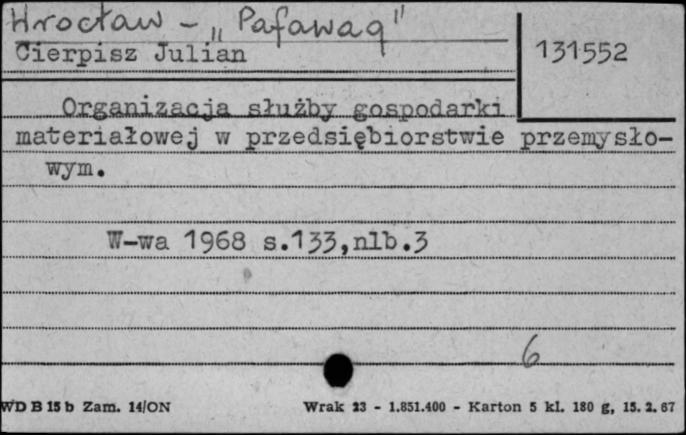 Wrocław - „Pafawag"
Cierpisz Julian
131552
Organizacja służby gospodarki
materiałowej w przedsiębiorstwie przemysło-
wym.
W-wa 1968 s.133,nlb.3
6
WD B 15 b Zam. 14/ON
Wrak 23 - 1.851.400 - Karton 5 kl. 180 g, 15. 2. 67